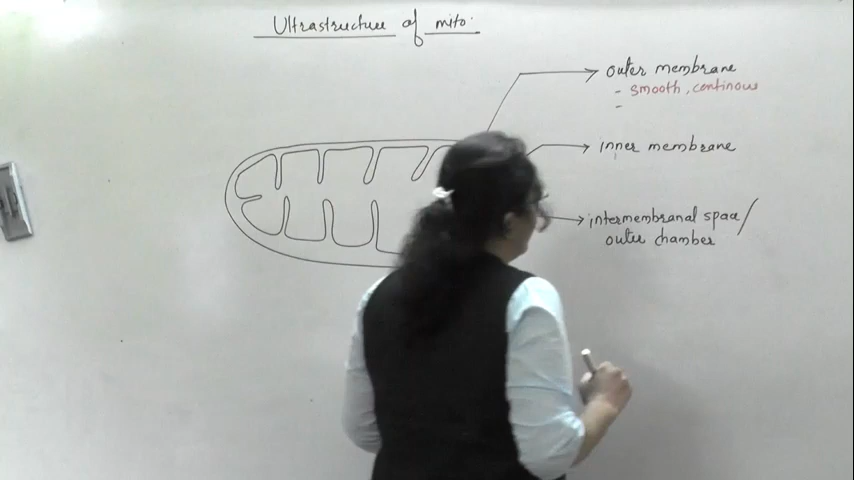 Ultrastructure of mito.
outer membrane
- smooth, continous
-
inner membrane
intermembranal space/
outer chamber